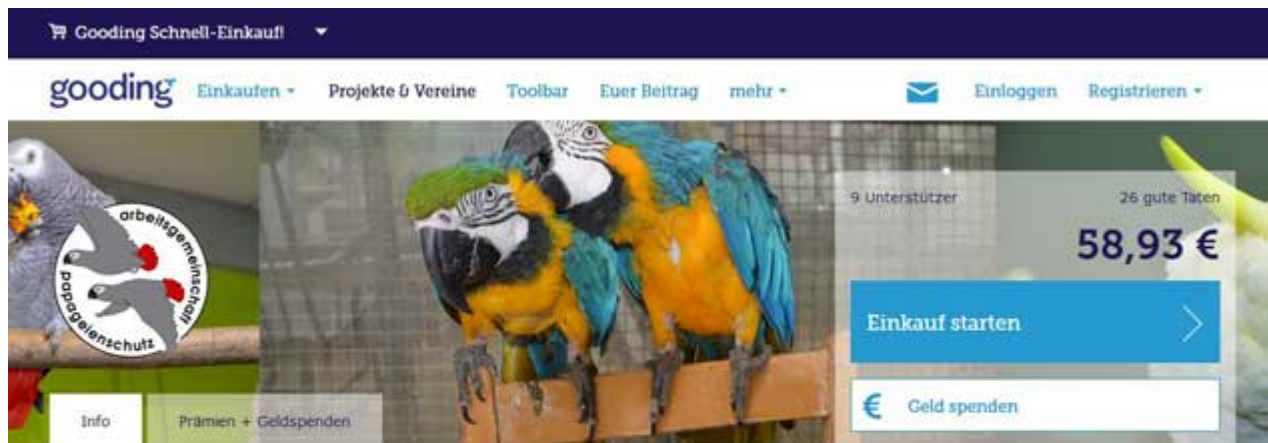 Gooding Schnell-Einkauf!
gooding Einkaufen Projekte & Vereine Toolbar Euer Beitrag mehr Einloggen Registrieren
arbeitsgemeinschaft
papageienschutz
9 Unterstützer 26 gute Taten
58,93 €
Einkauf starten
€ Geld spenden
Info Prämien + Geldspenden